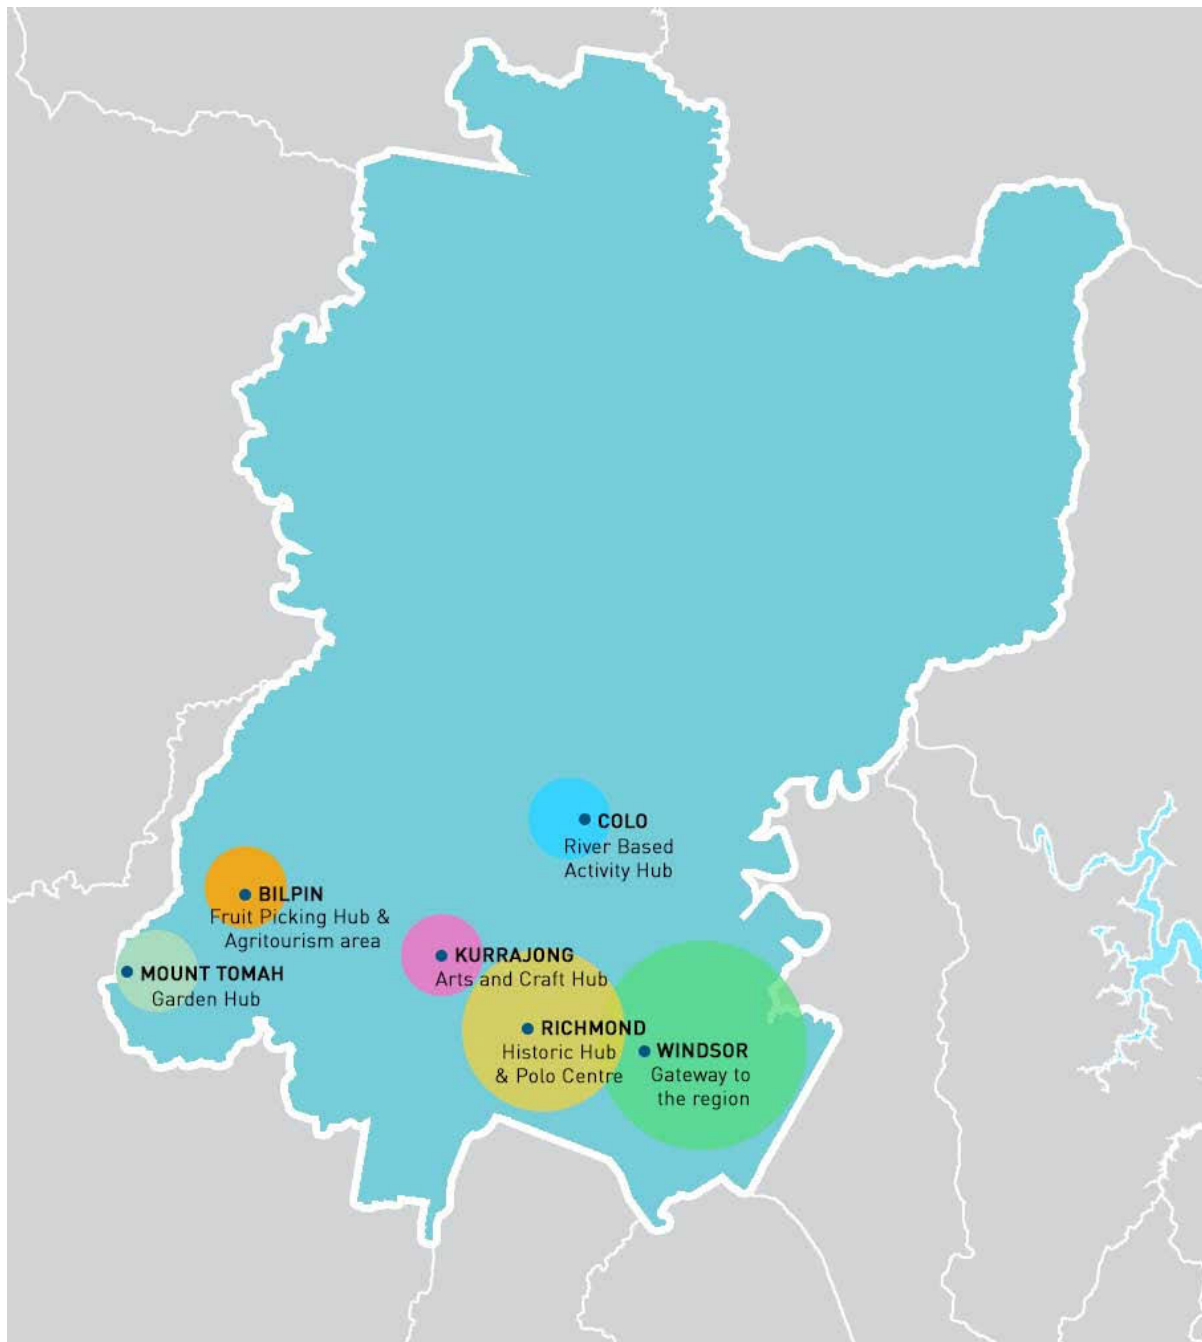 COLO
River Based
Activity Hub
BILPIN
Fruit Picking Hub &
Agritourism area
KURRAJONG
Arts and Craft Hub
MOUNT TOMAH
Garden Hub
RICHMOND
Historic Hub
& Polo Centre
WINDSOR
Gateway to
the region